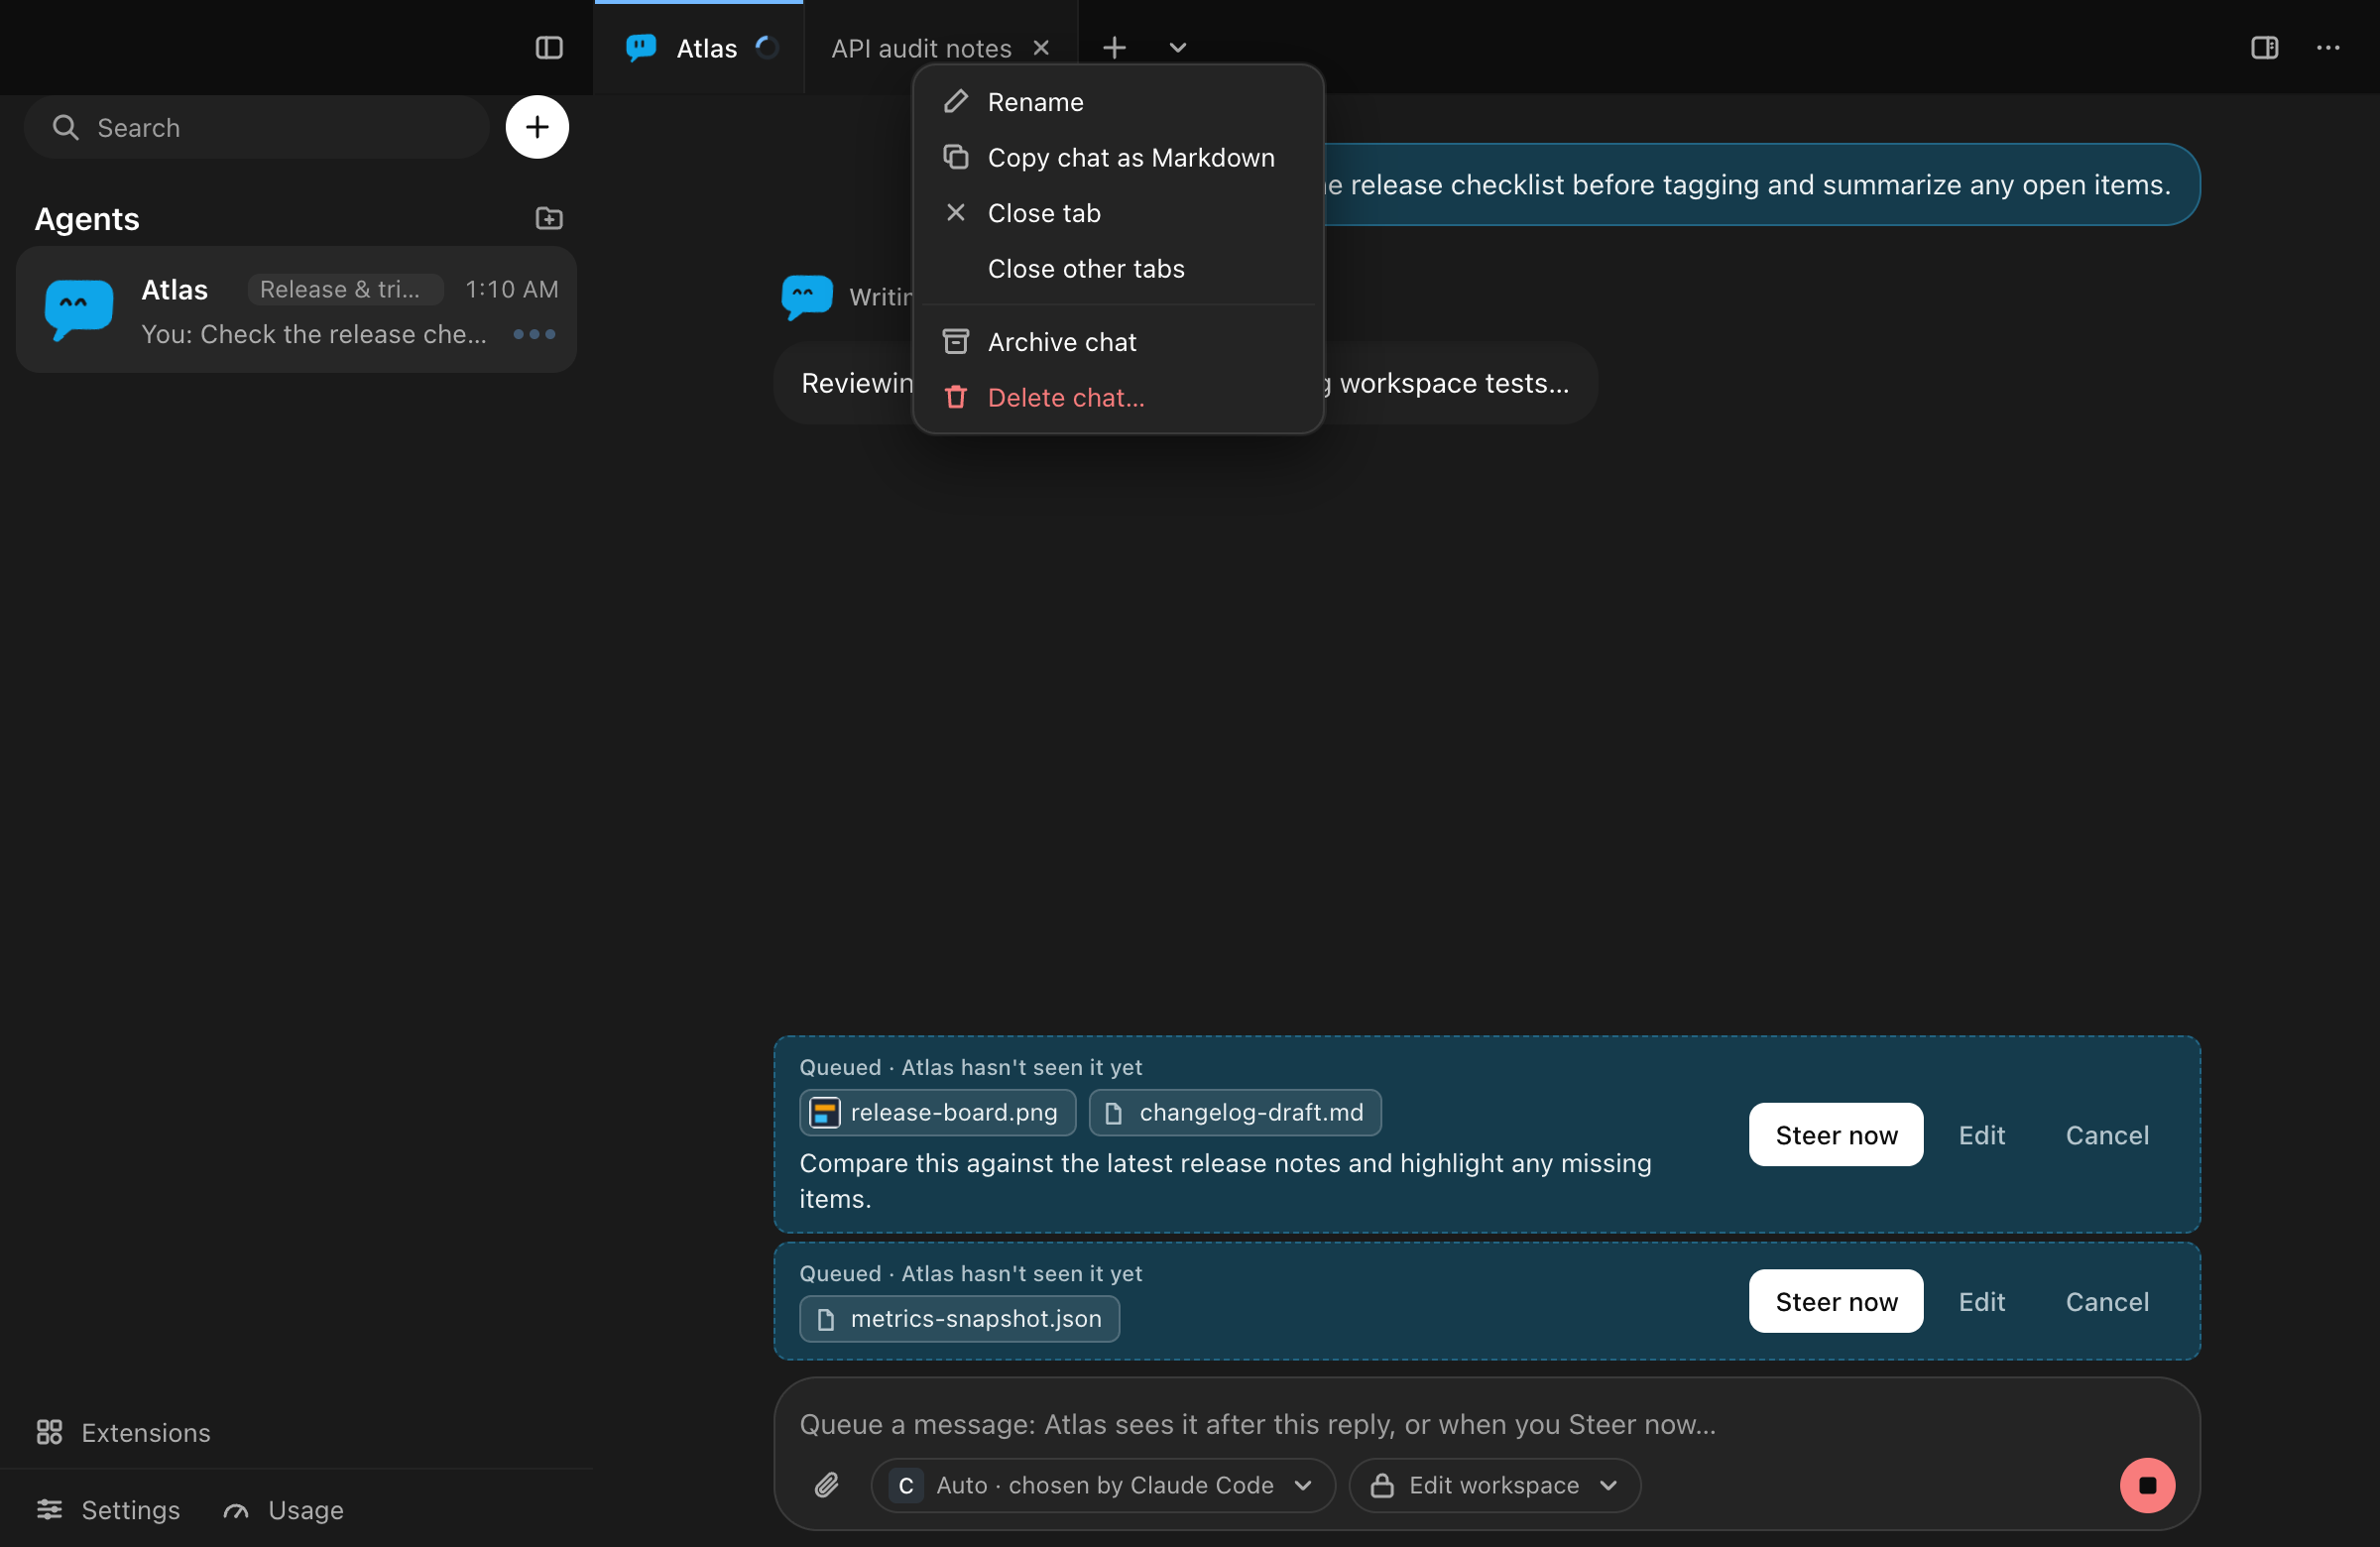 Atlas
API audit notes
Search
Agents
Atlas
Release & tri...
1:10 AM
You: Check the release che...
Rename
Copy chat as Markdown
Close tab
Close other tabs
Archive chat
Delete chat...
release checklist before tagging and summarize any open items.
workspace tests...
Queued · Atlas hasn't seen it yet
release-board.png
changelog-draft.md
Compare this against the latest release notes and highlight any missing
items.
Steer now
Edit
Cancel
Queued · Atlas hasn't seen it yet
metrics-snapshot.json
Steer now
Edit
Cancel
Queue a message: Atlas sees it after this reply, or when you Steer now...
C
Auto · chosen by Claude Code
Edit workspace
Extensions
Settings
Usage